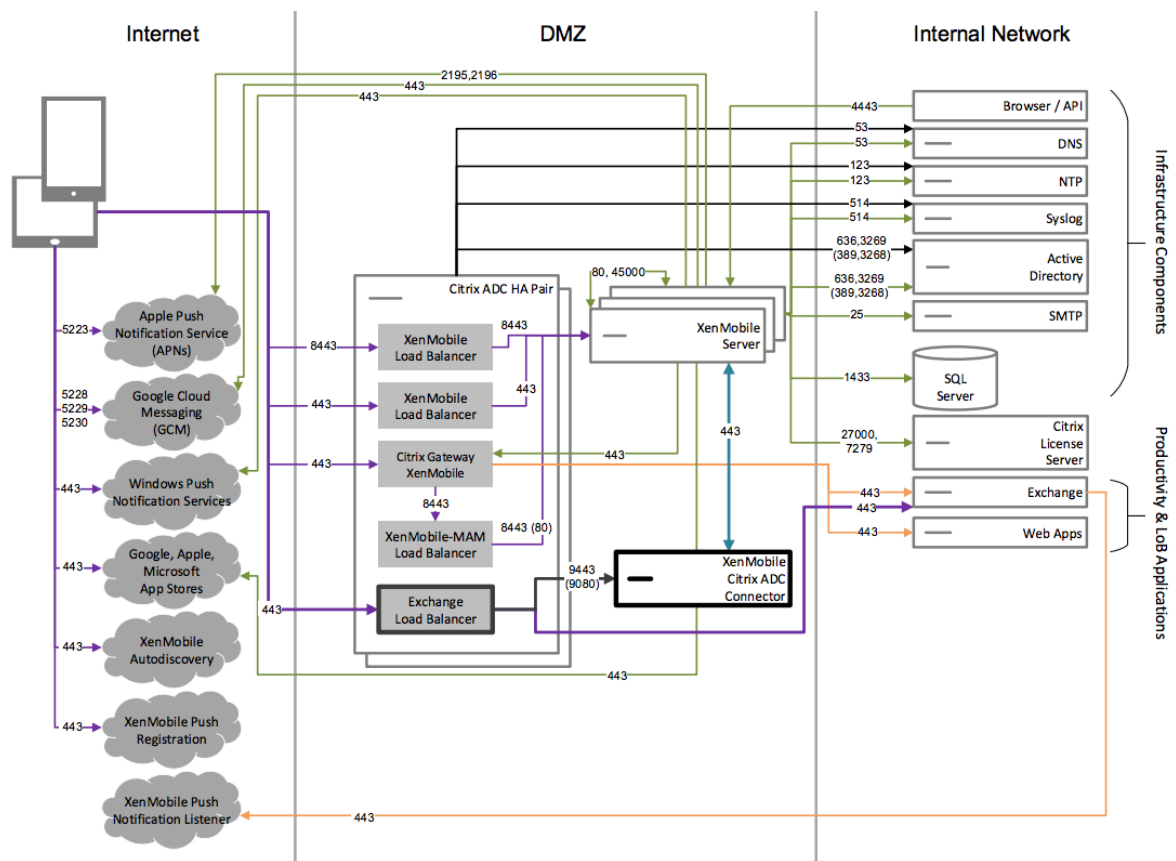 Internet
DMZ
Internal Network
2195,2196
443
443
4443
Browser / API
53
53
DNS
123
123
NTP
514
514
Syslog
636,3269
(389,3268)
636,3269
(389,3268)
Active
Directory
25
SMTP
1433
SQL
Server
27000,
7279
Citrix
License
Server
443
443
Exchange
443
Web Apps
Infrastructure Components
Productivity & LoB Applications
80, 45000
Citrix ADC HA Pair
XenMobile
Server
8443
XenMobile
Load Balancer
8443
443
443
XenMobile
Load Balancer
443
Citrix Gateway
XenMobile
443
8443
XenMobile-MAM
Load Balancer
8443 (80)
443
Exchange
Load Balancer
9443
(9080)
443
XenMobile
Citrix ADC
Connector
443
5223
Apple Push
Notification Service
(APNs)
5228
5229
5230
Google Cloud
Messaging
(GCM)
443
Windows Push
Notification Services
443
Google, Apple,
Microsoft
App Stores
443
XenMobile
Autodiscovery
443
XenMobile Push
Registration
XenMobile Push
Notification Listener
443